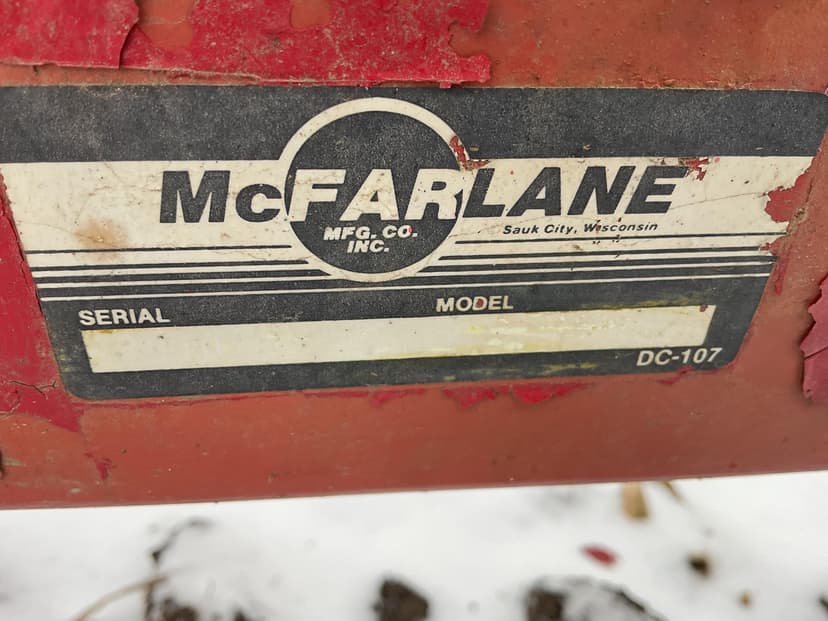 McFARLANE
MFG. CO.
INC.
Sauk City, Wisconsin
SERIAL MODEL
DC-107